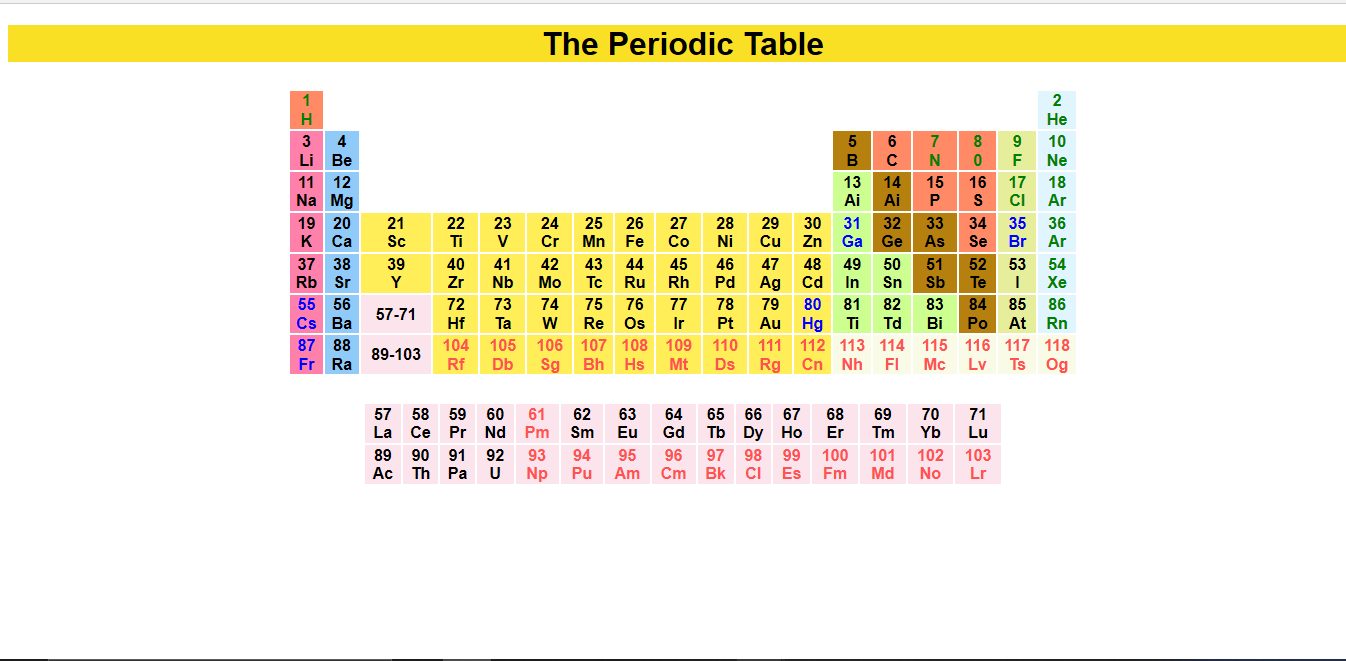 The Periodic Table
1 2
H He
3 4 5 6 7 8 9 10
Li Be B C N 0 F Ne
11 12 13 14 15 16 17 18
Na Mg Ai Ai P S Cl Ar
19 20 21 22 23 24 25 26 27 28 29 30 31 32 33 34 35 36
K Ca Sc Ti V Cr Mn Fe Co Ni Cu Zn Ga Ge As Se Br Ar
37 38 39 40 41 42 43 44 45 46 47 48 49 50 51 52 53 54
Rb Sr Y Zr Nb Mo Tc Ru Rh Pd Ag Cd In Sn Sb Te I Xe
55 56 57-71 72 73 74 75 76 77 78 79 80 81 82 83 84 85 86
Cs Ba Hf Ta W Re Os Ir Pt Au Hg Ti Td Bi Po At Rn
87 88 89-103 104 105 106 107 108 109 110 111 112 113 114 115 116 117 118
Fr Ra Rf Db Sg Bh Hs Mt Ds Rg Cn Nh Fl Mc Lv Ts Og
57 58 59 60 61 62 63 64 65 66 67 68 69 70 71
La Ce Pr Nd Pm Sm Eu Gd Tb Dy Ho Er Tm Yb Lu
89 90 91 92 93 94 95 96 97 98 99 100 101 102 103
Ac Th Pa U Np Pu Am Cm Bk Cl Es Fm Md No Lr